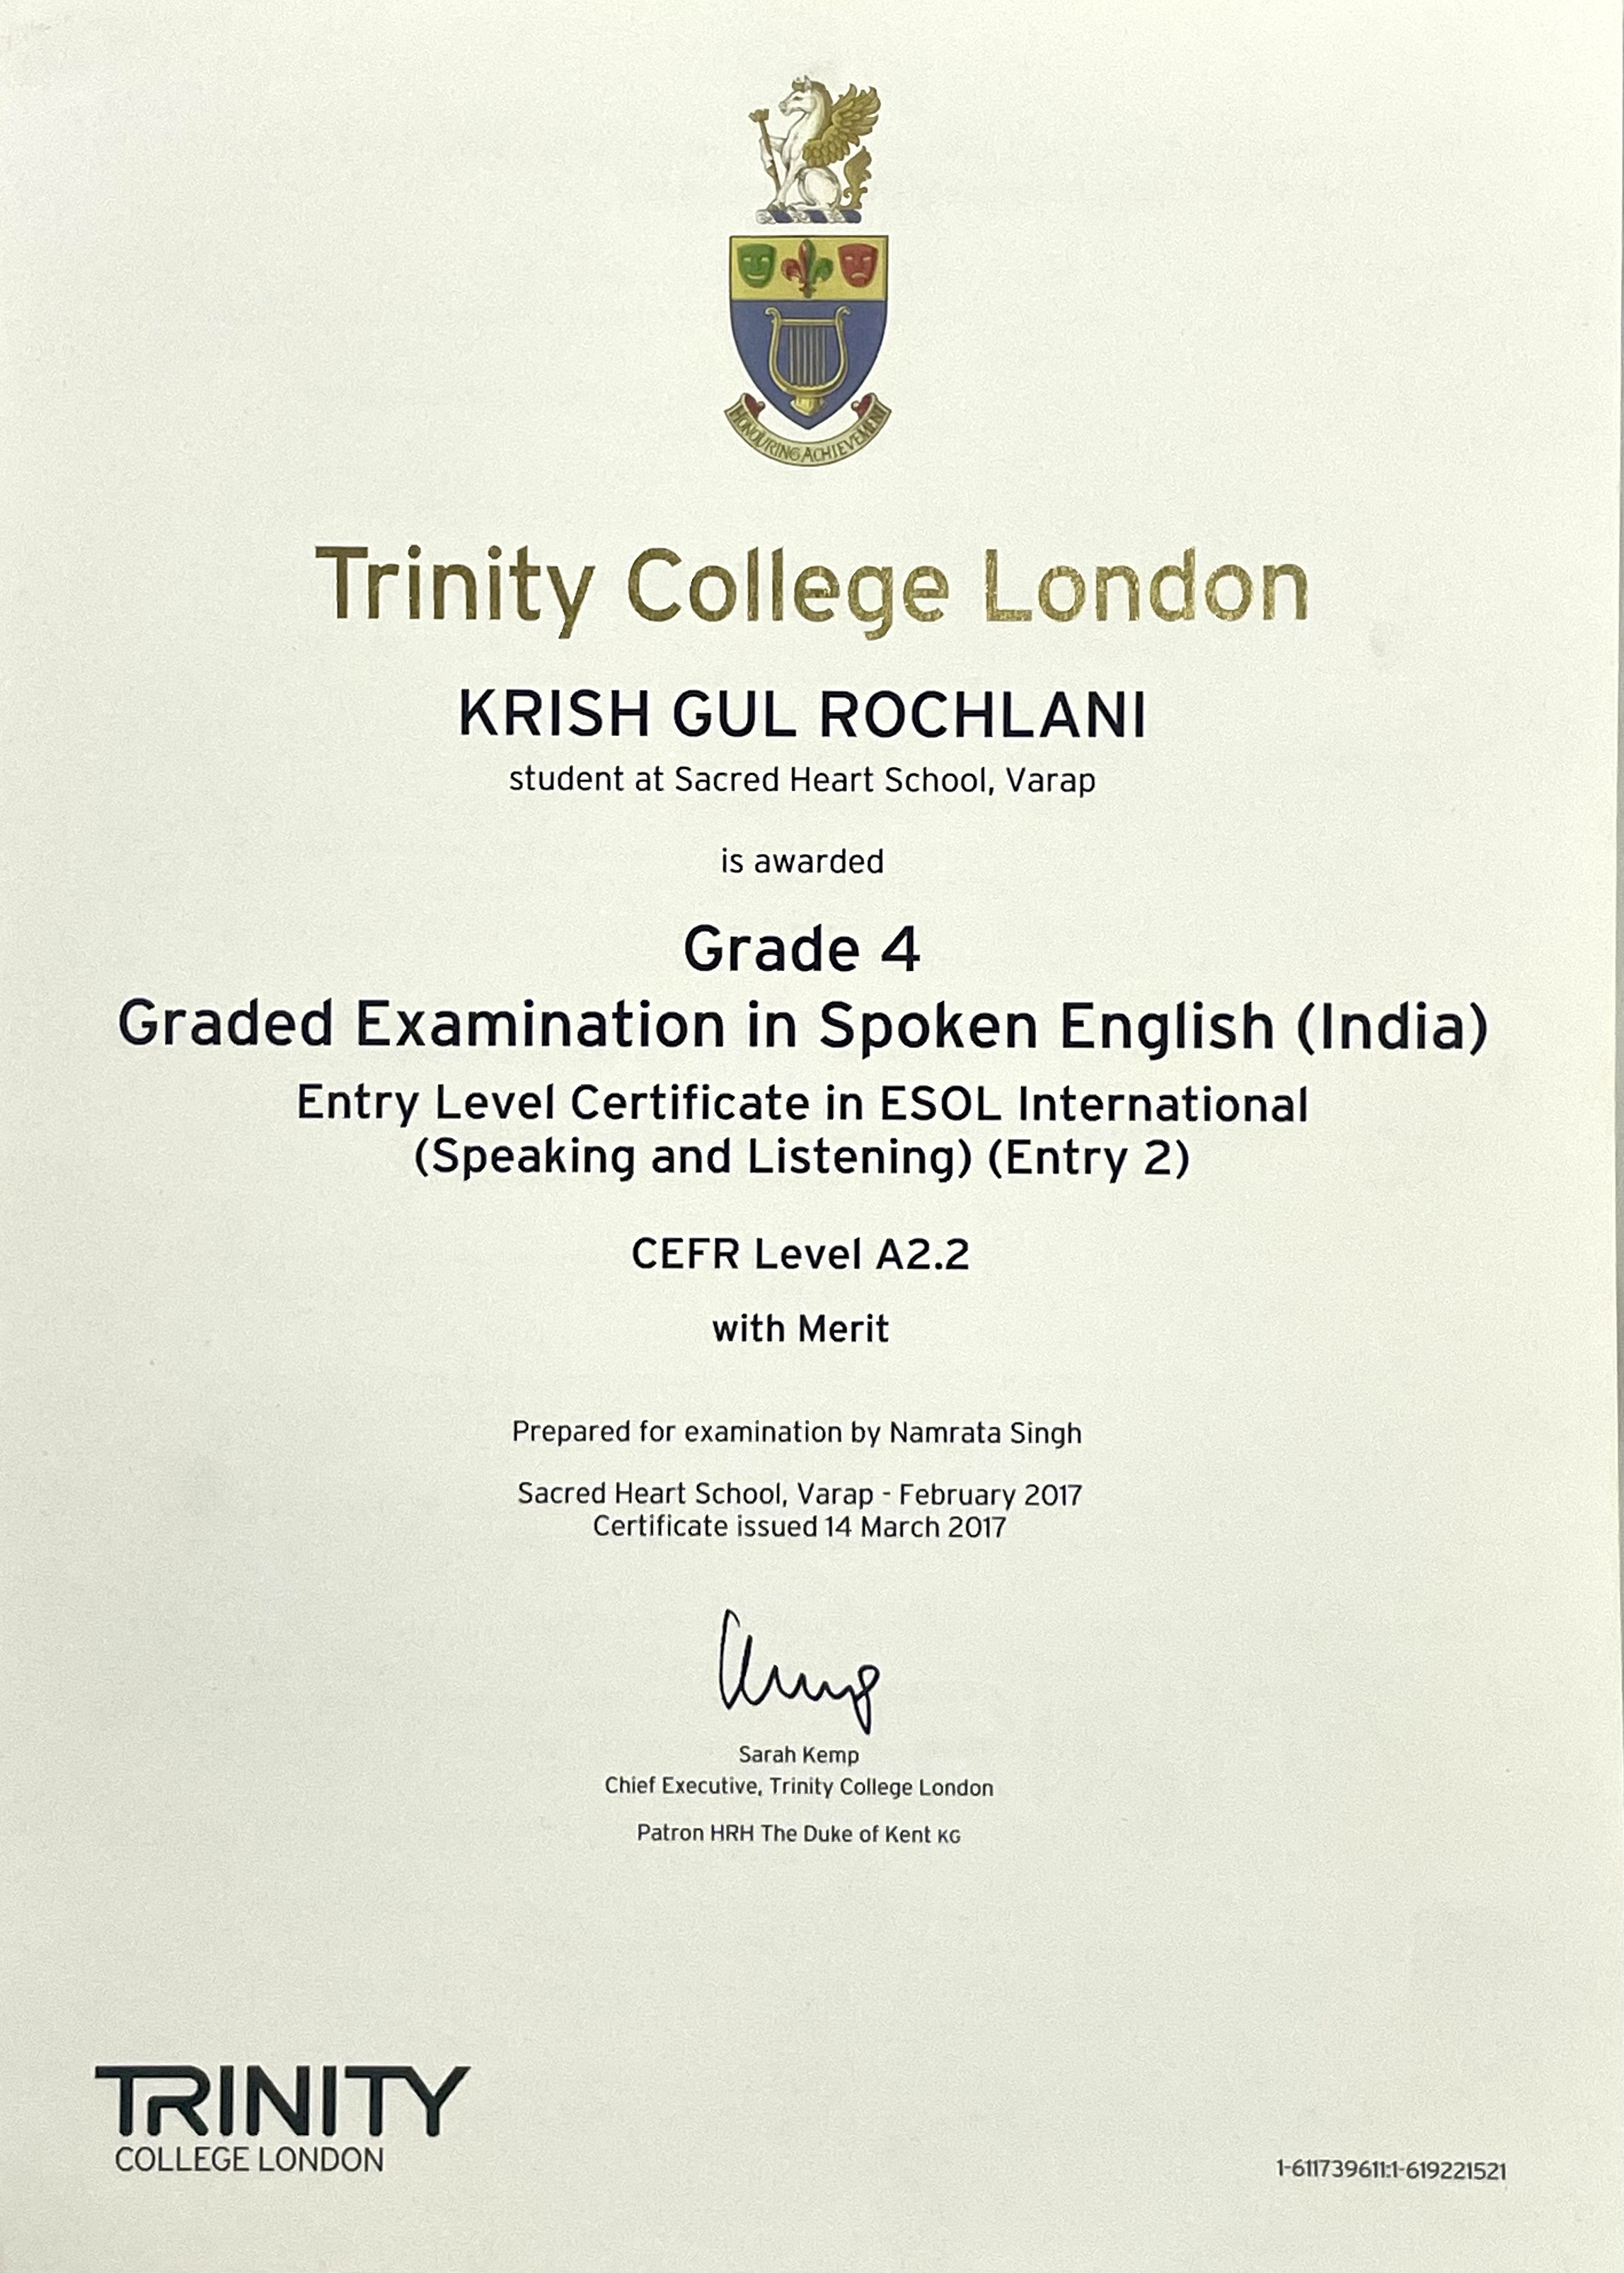 HONOURING ACHIEVEMENT
Trinity College London
KRISH GUL ROCHLANI
student at Sacred Heart School, Varap
is awarded
Grade 4
Graded Examination in Spoken English (India)
Entry Level Certificate in ESOL International
(Speaking and Listening) (Entry 2)
CEFR Level A2.2
with Merit
Prepared for examination by Namrata Singh
Sacred Heart School, Varap - February 2017
Certificate issued 14 March 2017
Sarah Kemp
Chief Executive, Trinity College London
Patron HRH The Duke of Kent KG
TRINITY
COLLEGE LONDON
1-611739611:1-619221521